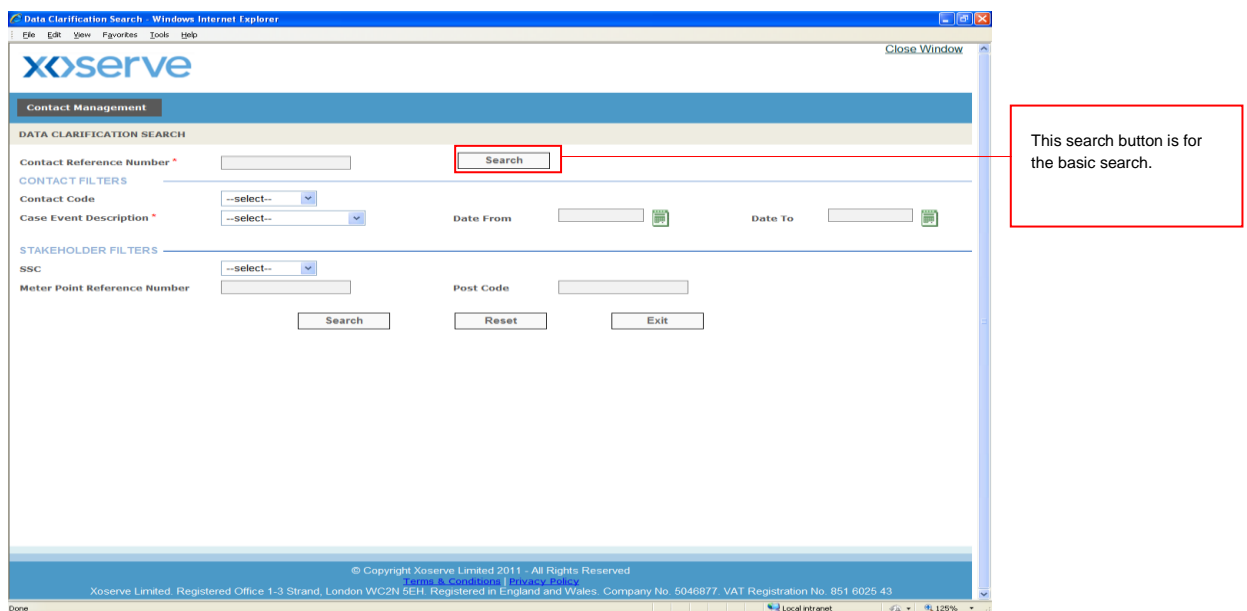 Data Clarification Search - Windows Internet Explorer
File Edit View Favorites Tools Help
Close Window
xoserve
Contact Management
DATA CLARIFICATION SEARCH
Contact Reference Number * Search
CONTACT FILTERS
Contact Code --select--
Case Event Description * --select-- Date From Date To
STAKEHOLDER FILTERS
SSC --select--
Meter Point Reference Number Post Code
Search Reset Exit
© Copyright Xoserve Limited 2011 - All Rights Reserved
Terms & Conditions | Privacy Policy
Xoserve Limited. Registered Office 1-3 Strand, London WC2N 5EH. Registered in England and Wales. Company No. 5046877. VAT Registration No. 851 6025 43
Done Local intranet 125%
This search button is for
the basic search.